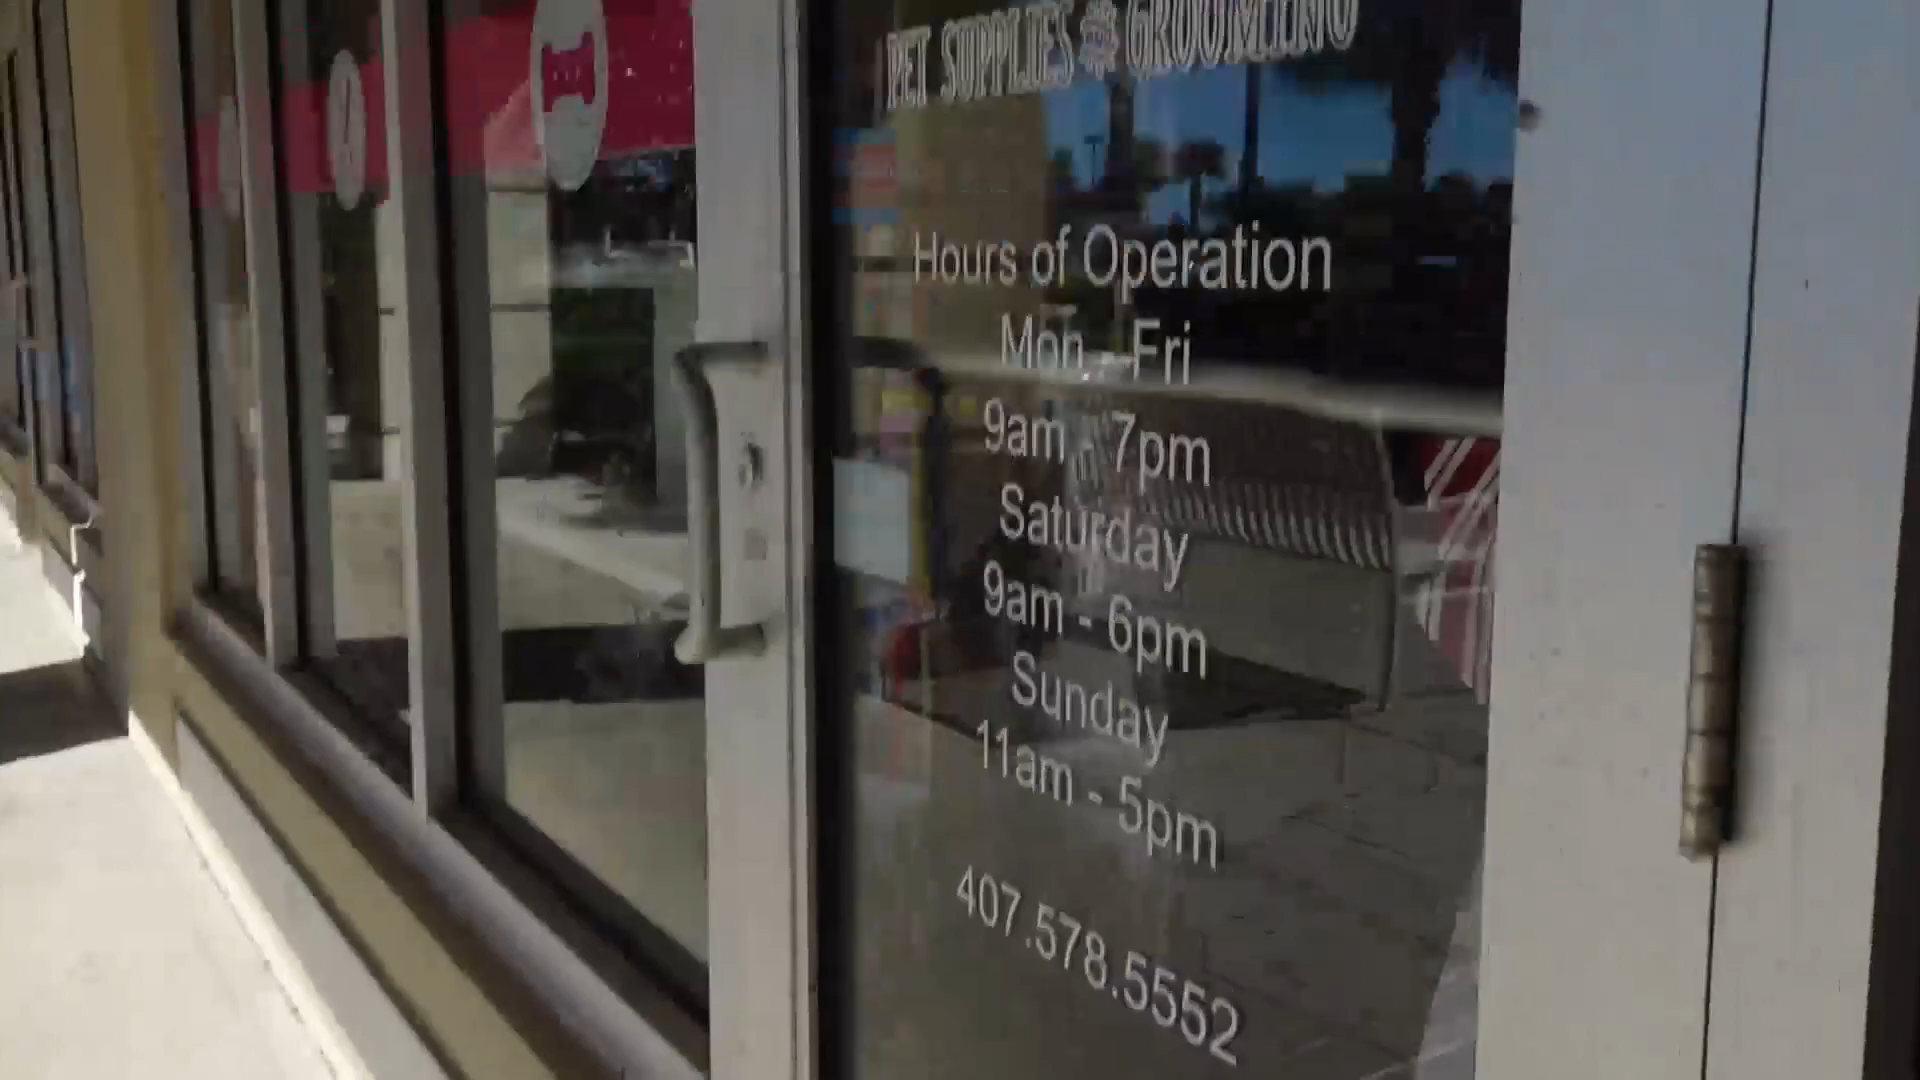 PET SUPPLIES & GROOMING
Hours of Operation
Mon - Fri
9am - 7pm
Saturday
9am - 6pm
Sunday
11am - 5pm
407.578.5552